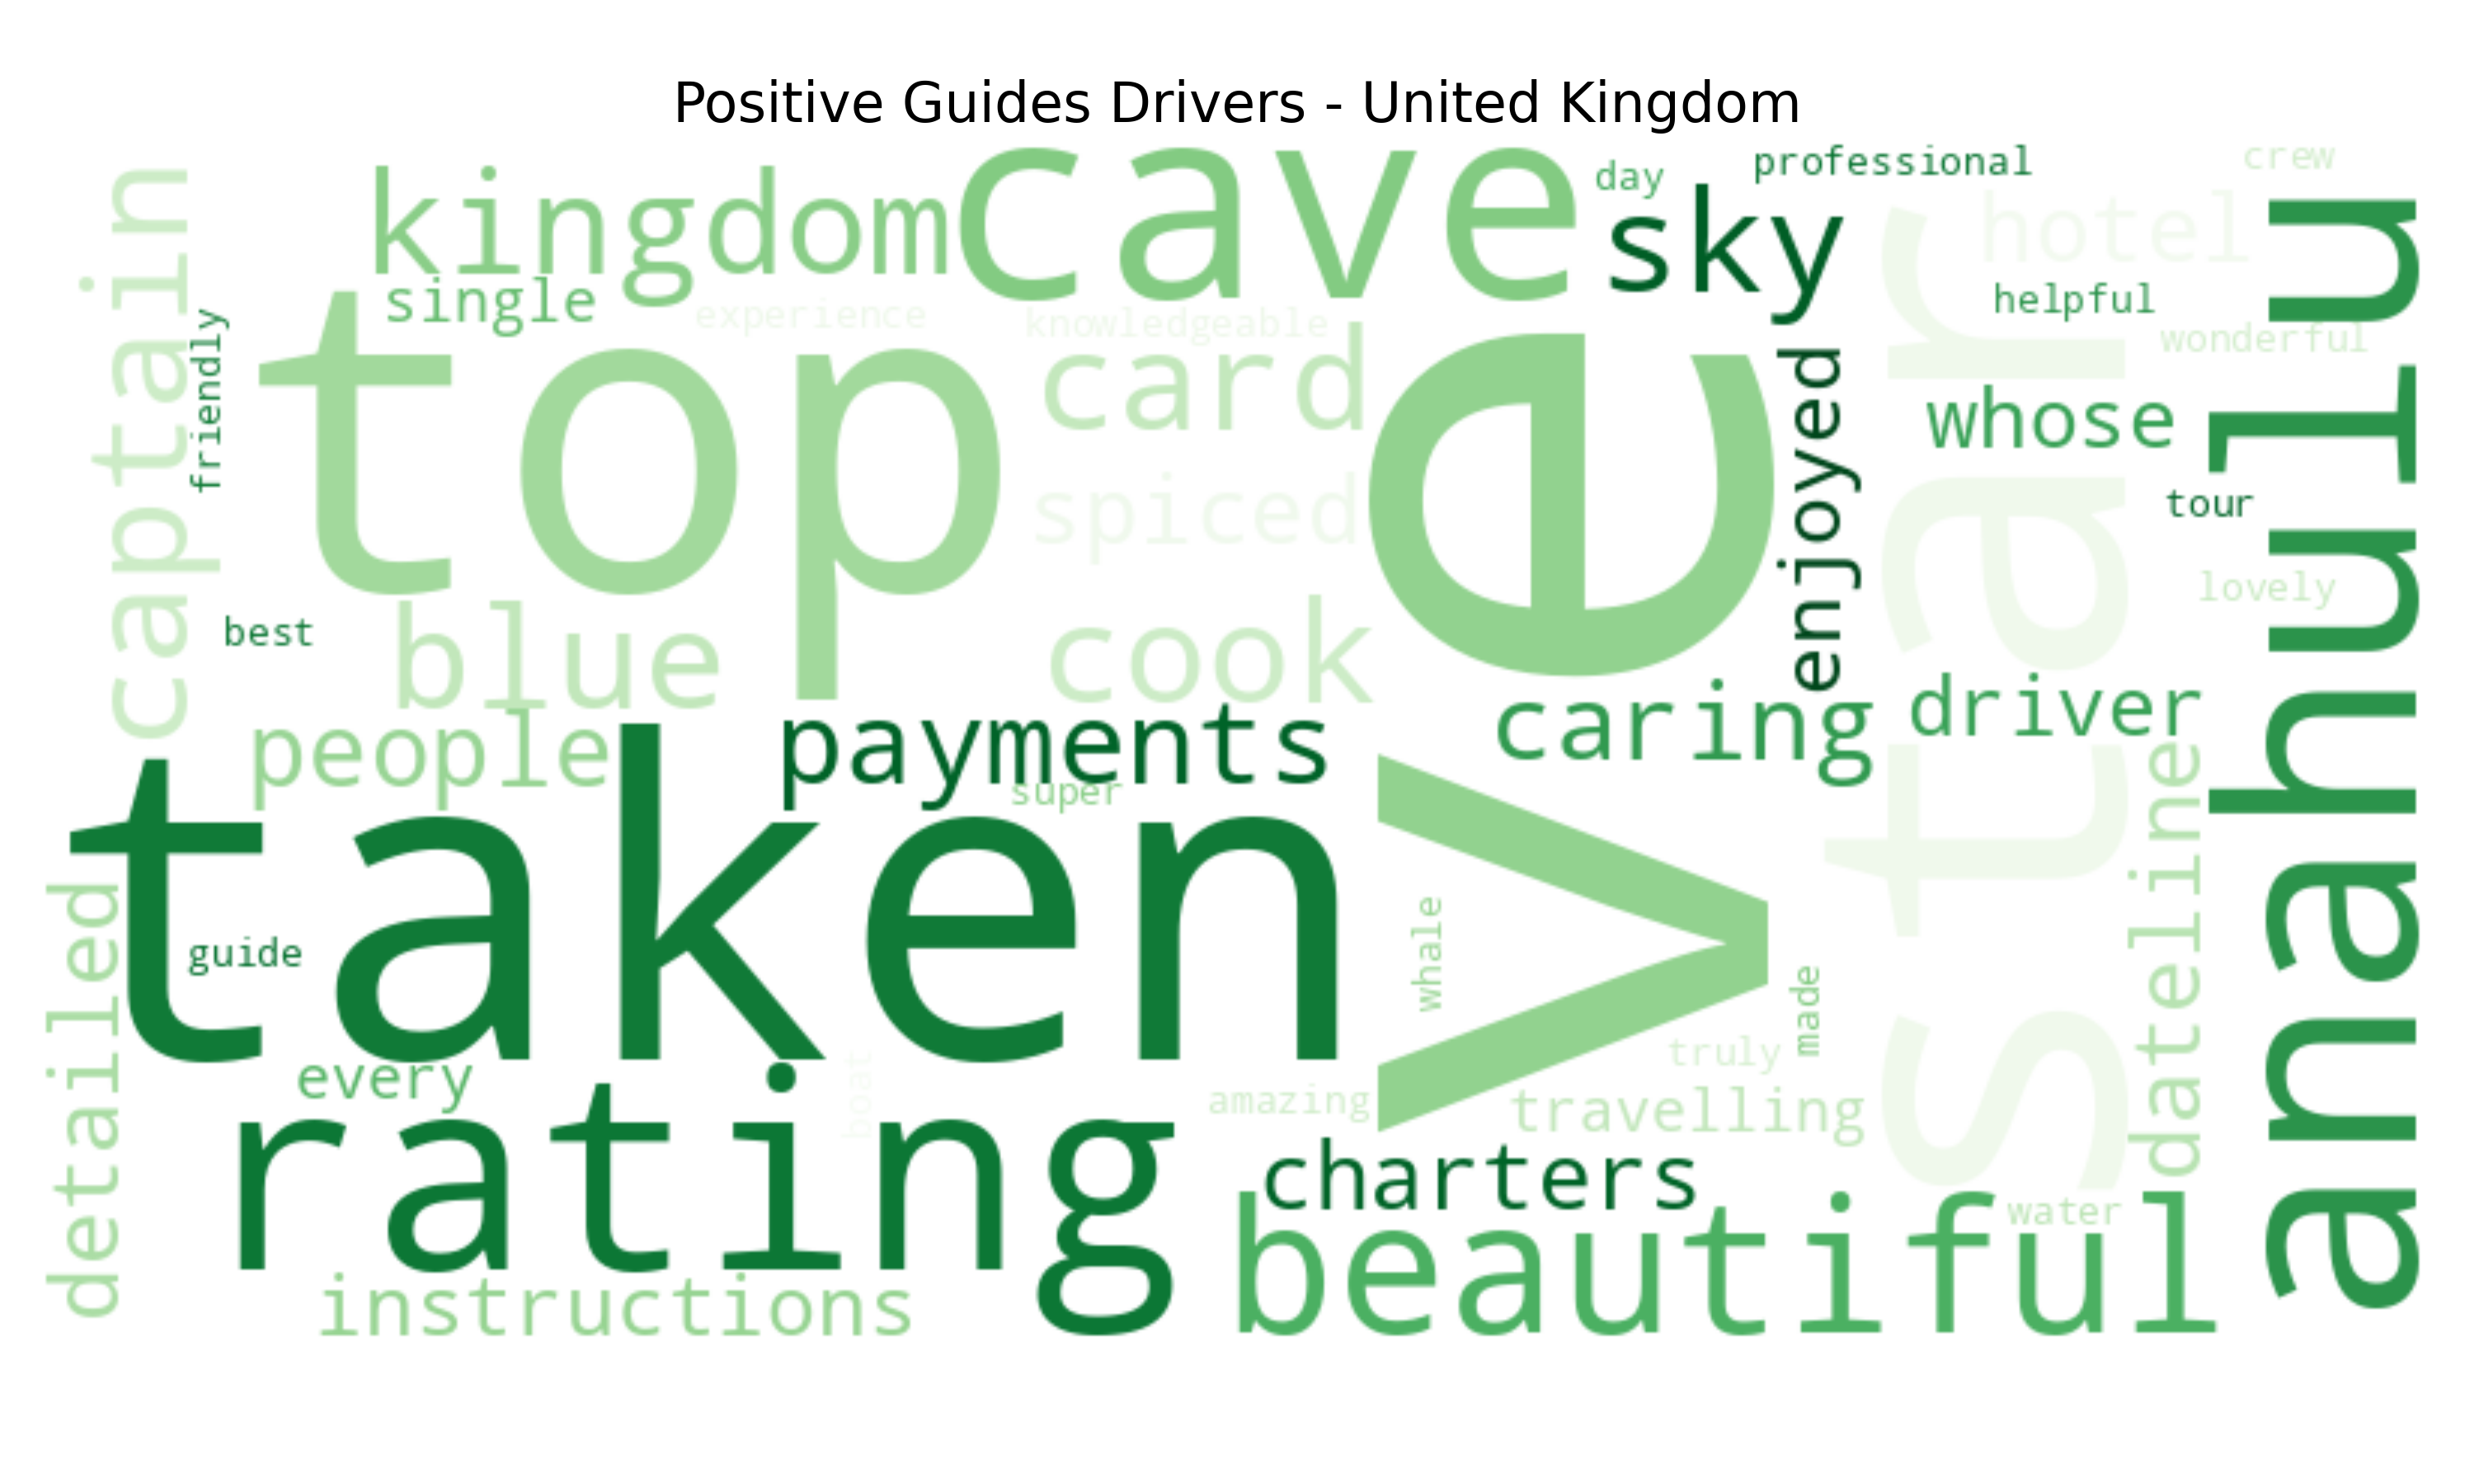 Positive Guides Drivers - United Kingdom
captain
kingdom
cave
day
professional
crew
sky
hotel
single
experience
knowledgeable
helpful
wonderful
friendly
top
card
ve
enjoyed
star
whose
anahulu
spiced
tour
lovely
best
blue
cook
caring
driver
people
payments
super
taken
dateline
detailed
guide
whale
made
truly
every
boat
amazing
travelling
rating
charters
beautiful
water
instructions